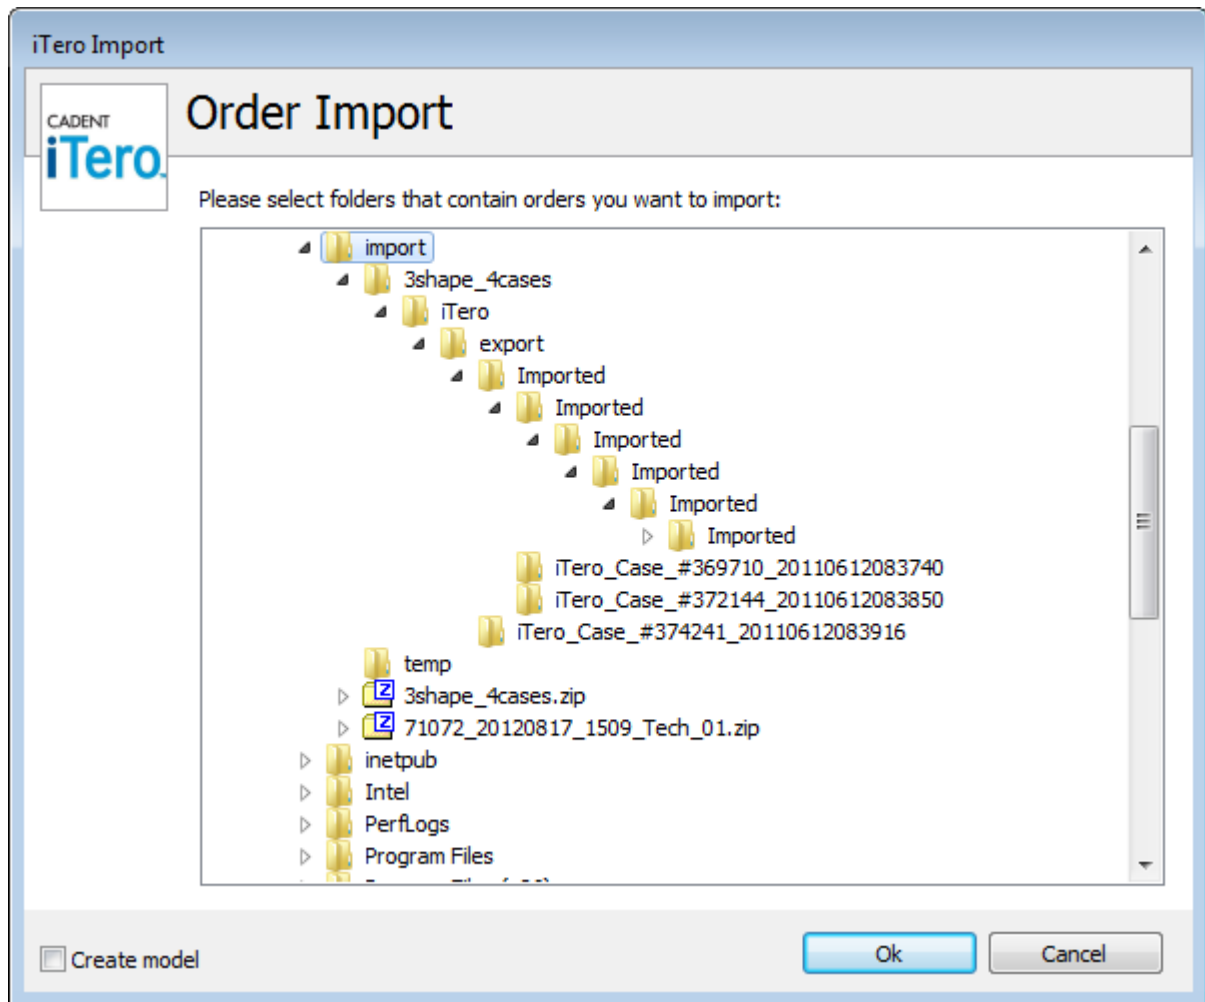 iTero Import
CADENT
iTero
Order Import
Please select folders that contain orders you want to import:
import
3shape_4cases
iTero
export
Imported
Imported
Imported
Imported
Imported
Imported
iTero_Case_#369710_20110612083740
iTero_Case_#372144_20110612083850
iTero_Case_#374241_20110612083916
temp
3shape_4cases.zip
71072_20120817_1509_Tech_01.zip
inetpub
Intel
PerfLogs
Program Files
Create model
Ok
Cancel